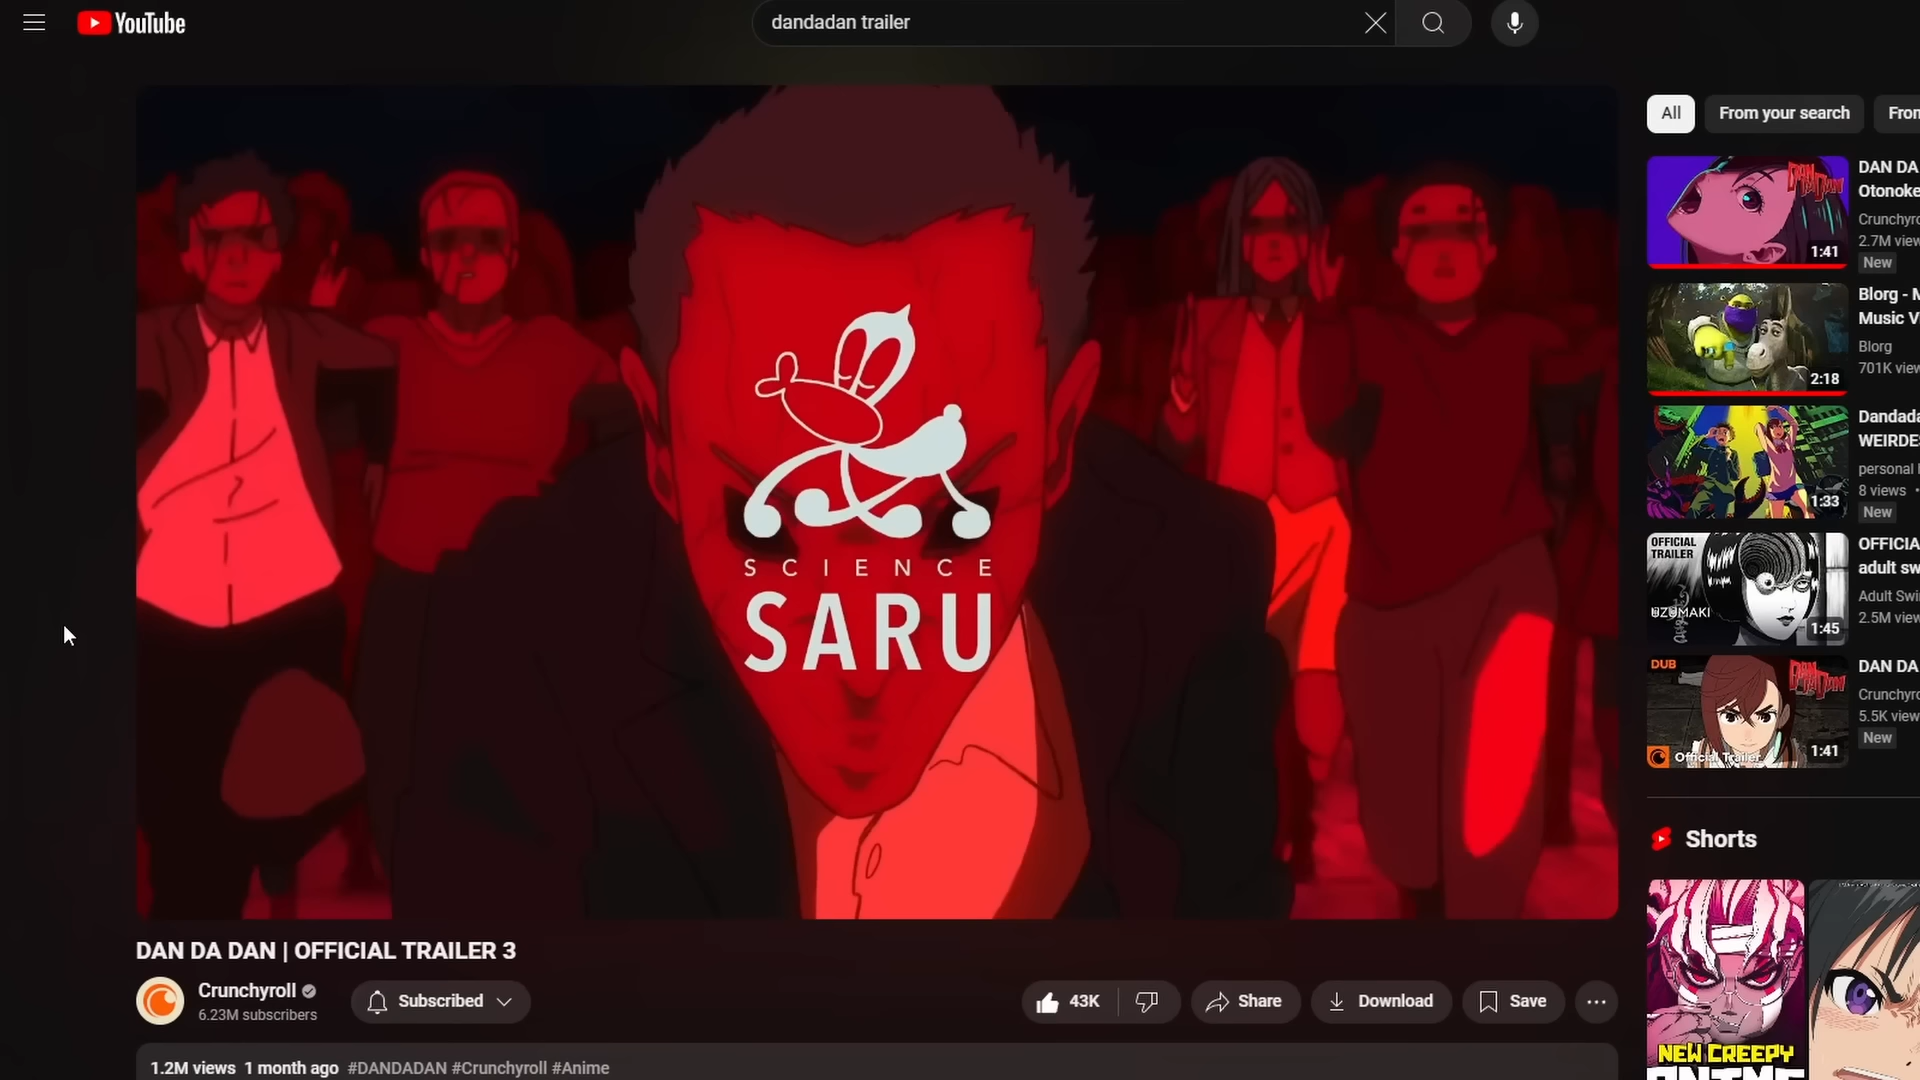 YouTube
dandadan trailer
All
From your search
SCIENCE
SARU
1:41
DAN DA
Otonoke
2.7M view
New
2:18
Blorg -
Music V
Blorg
701K view
1:33
Dandada
WEIRDES
personal
8 views
New
OFFICIAL
TRAILER
UZUMAKI
1:45
OFFICIA
adult sw
Adult Swi
2.5M view
DUB
Official Trailer
1:41
DAN DA
Crunchyro
5.5K view
New
Shorts
NEW CREEPY
DAN DA DAN | OFFICIAL TRAILER 3
Crunchyroll
6.23M subscribers
Subscribed
43K
Share
Download
Save
1.2M views 1 month ago #DANDADAN #Crunchyroll #Anime